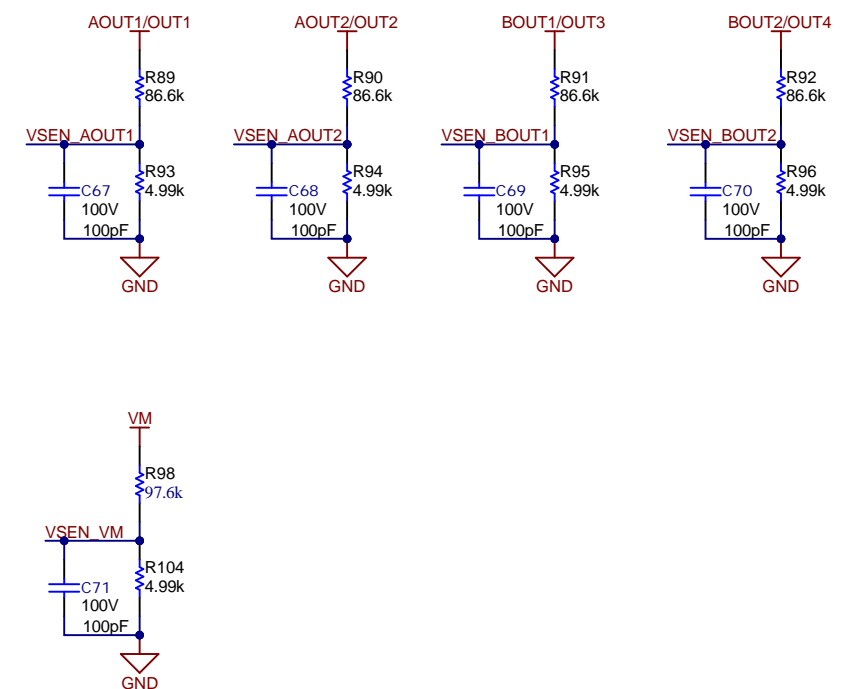 AOUT1/OUT1
AOUT2/OUT2
BOUT1/OUT3
BOUT2/OUT4
R89
86.6k
R90
86.6k
R91
86.6k
R92
86.6k
VSEN_AOUT1
VSEN_AOUT2
VSEN_BOUT1
VSEN_BOUT2
R93
4.99k
C67
100V
100pF
R94
4.99k
C68
100V
100pF
R95
4.99k
C69
100V
100pF
R96
4.99k
C70
100V
100pF
GND
GND
GND
GND
VM
R98
97.6k
VSEN_VM
R104
4.99k
C71
100V
100pF
GND